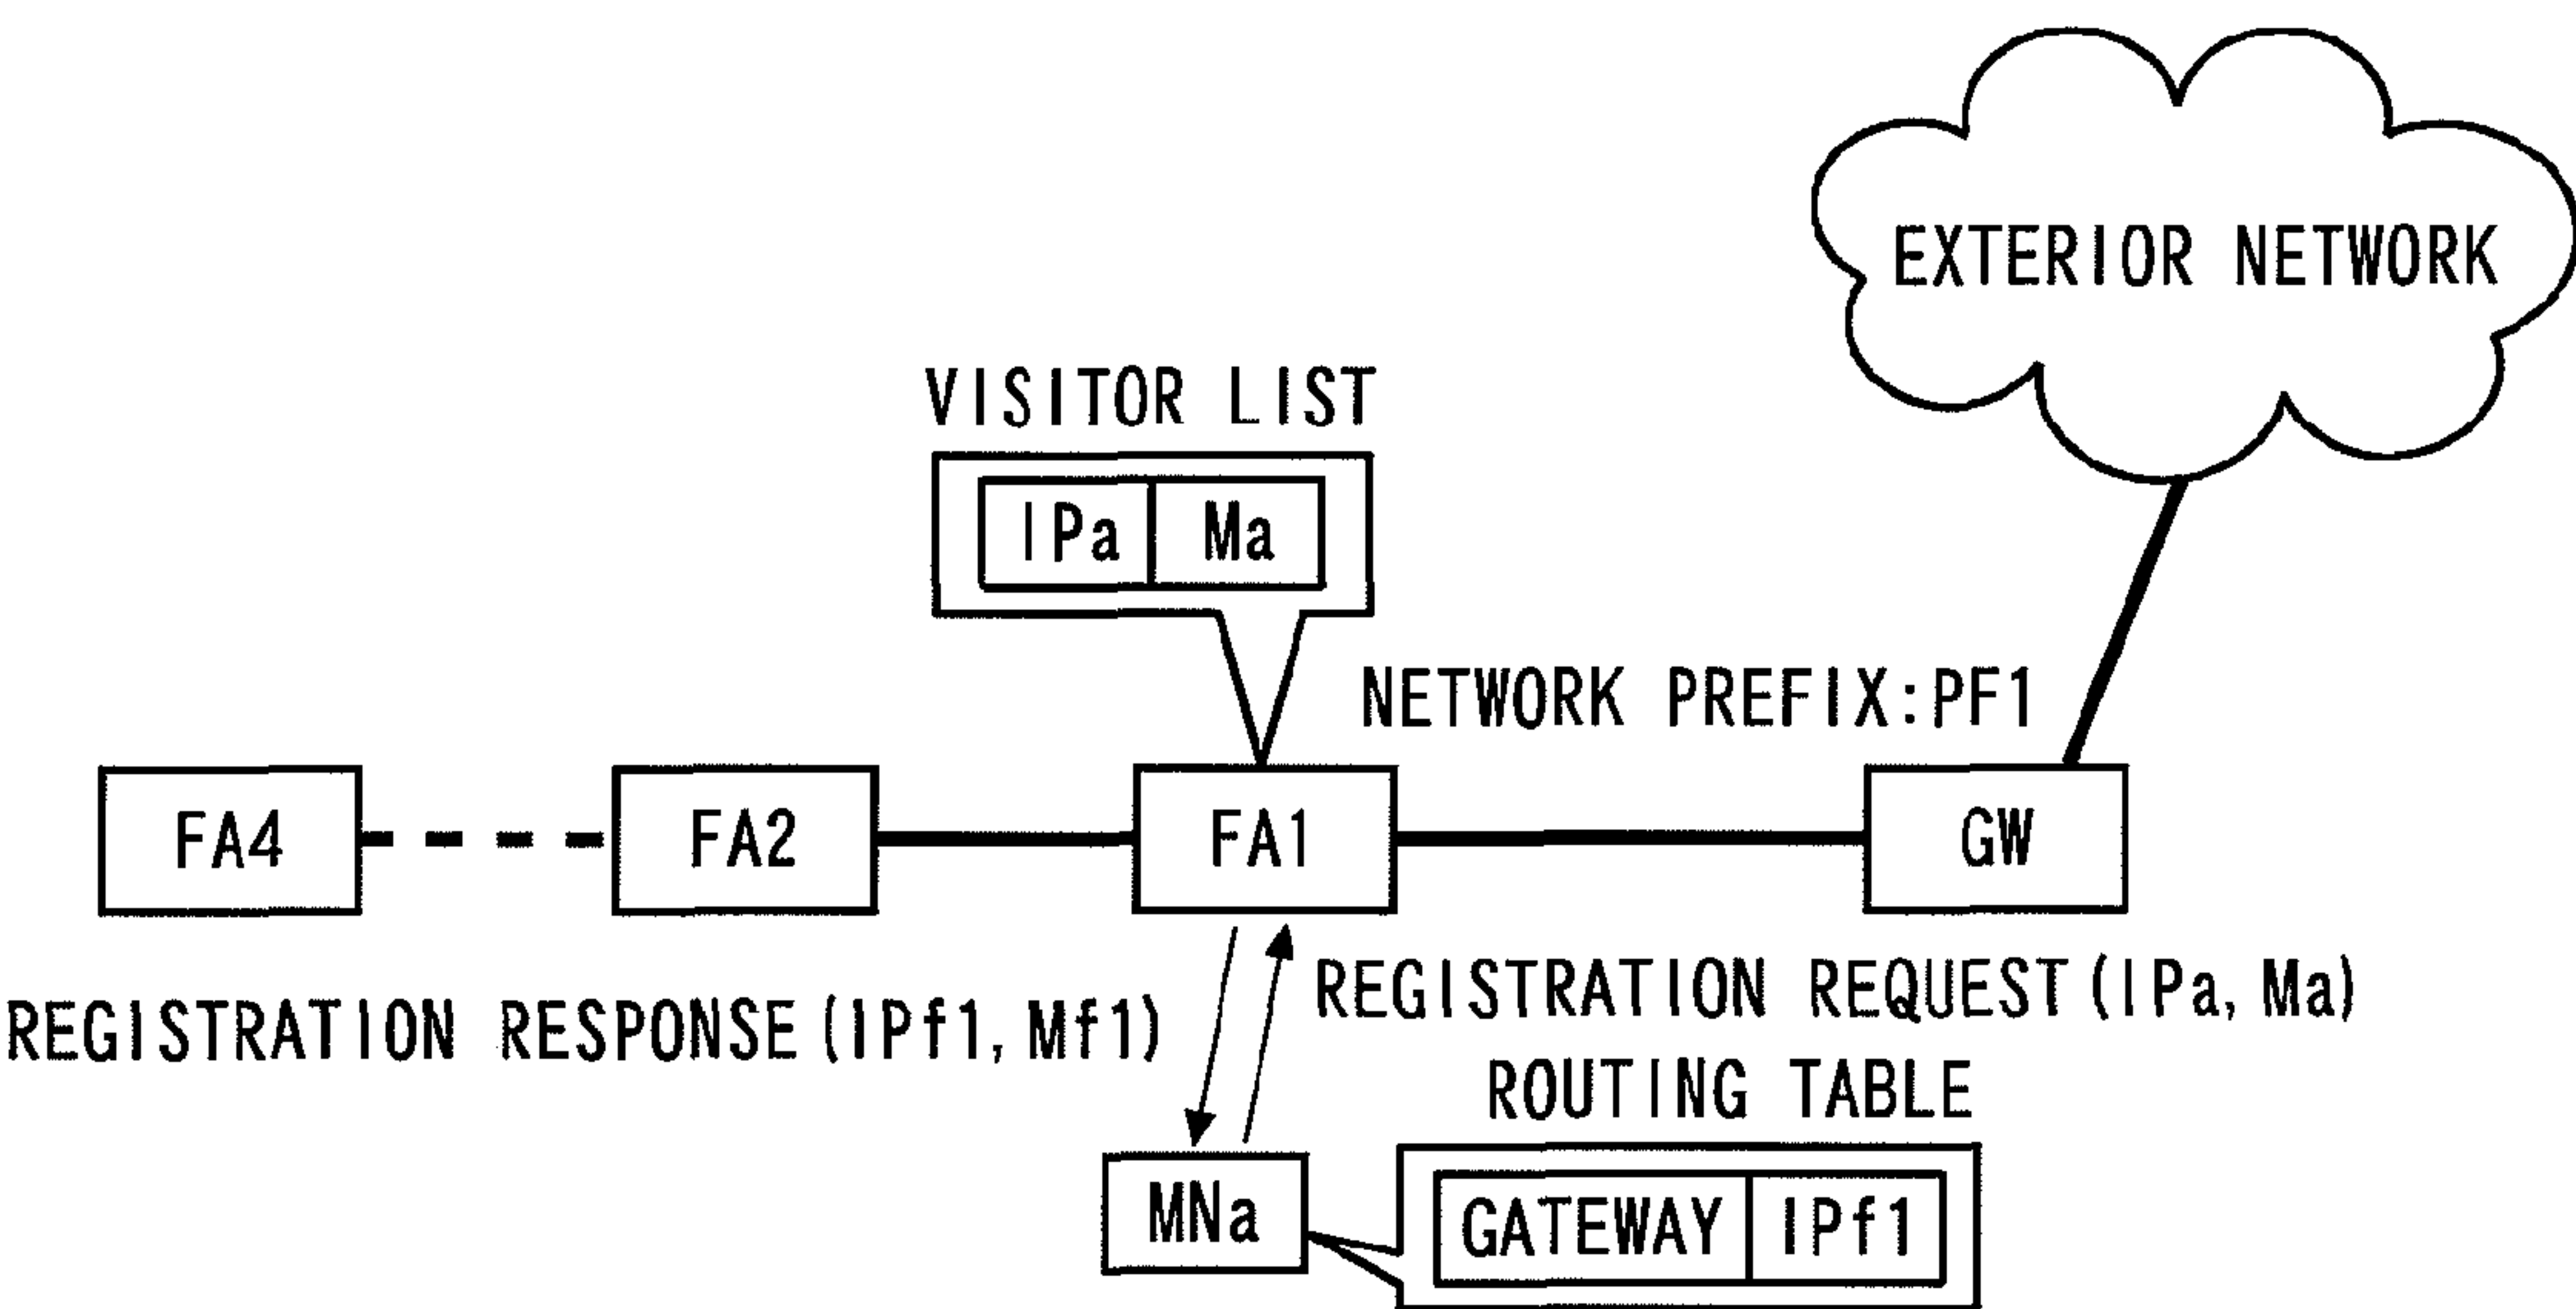 EXTERIOR NETWORK
VISITOR LIST
IPa Ma
NETWORK PREFIX:PF1
FA4 FA2 FA1 GW
REGISTRATION REQUEST(IPa, Ma)
REGISTRATION RESPONSE(IPf1, Mf1)
ROUTING TABLE
MNa
GATEWAY IPf1